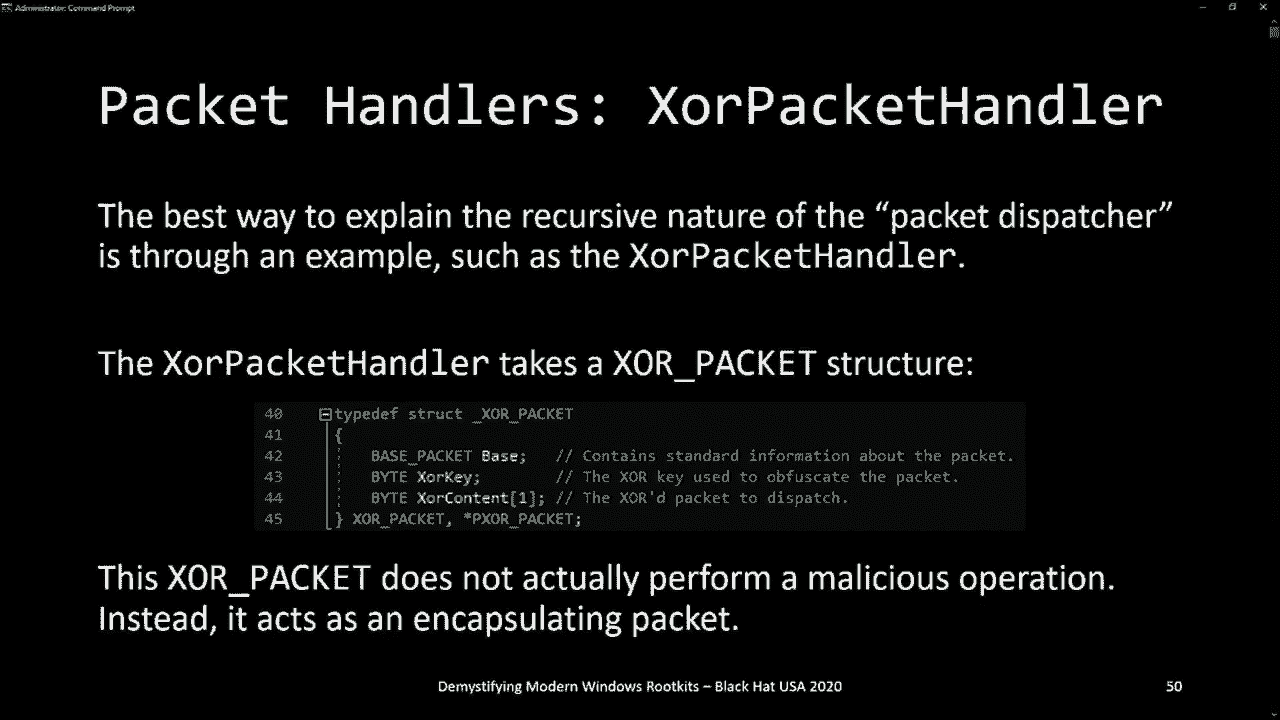 Administrator: Command Prompt
Packet Handlers: XorPacketHandler
The best way to explain the recursive nature of the “packet dispatcher”
is through an example, such as the XorPacketHandler.
The XorPacketHandler takes a XOR_PACKET structure:
40 typedef struct _XOR_PACKET
41 {
42 BASE_PACKET Base; // Contains standard information about the packet.
43 BYTE XorKey; // The XOR key used to obfuscate the packet.
44 BYTE XorContent[1]; // The XOR'd packet to dispatch.
45 } XOR_PACKET, *PXOR_PACKET;
This XOR_PACKET does not actually perform a malicious operation.
Instead, it acts as an encapsulating packet.
Demystifying Modern Windows Rootkits – Black Hat USA 2020 50